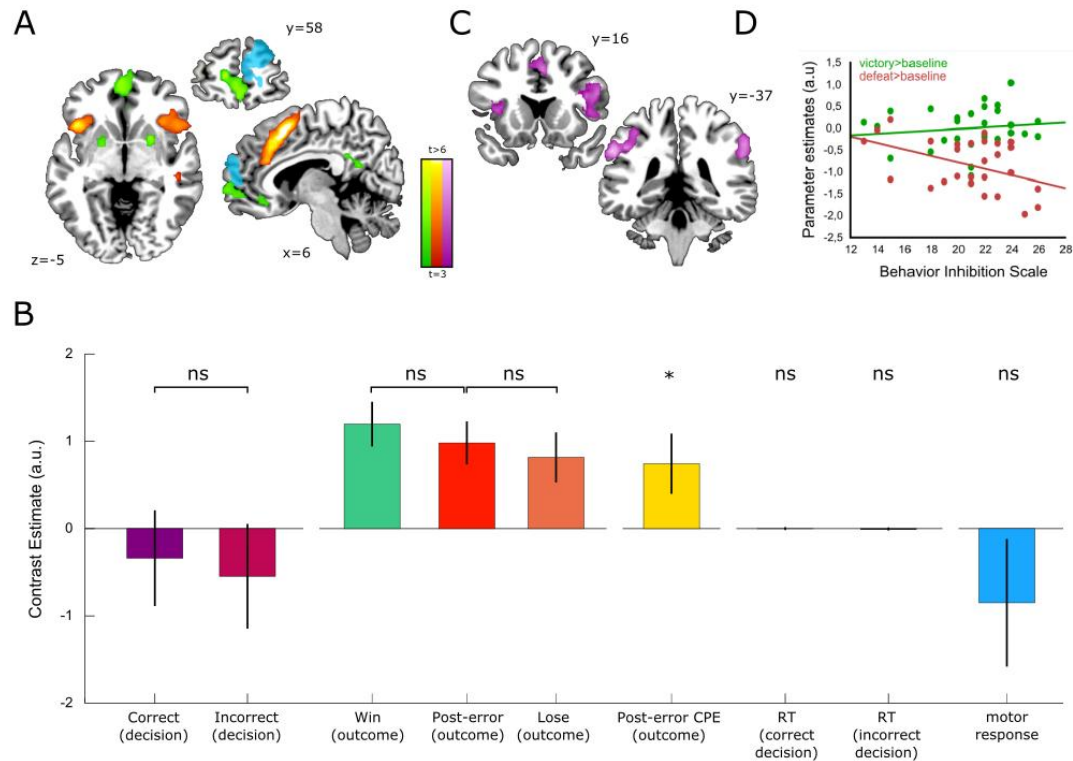 A
y=58
z=-5
x=6
t>6
t=3
C
y=16
y=-37
D
victory>baseline
defeat>baseline
Parameter estimates (a.u)
1,5
1,0
0,5
0,0
-0,5
-1,0
-1,5
-2,0
-2,5
12 14 16 18 20 22 24 26 28
Behavior Inhibition Scale
B
Contrast Estimate (a.u.)
2
1
0
-1
-2
ns
ns
ns
*
ns
ns
ns
Correct
(decision)
Incorrect
(decision)
Win
(outcome)
Post-error
(outcome)
Lose
(outcome)
Post-error CPE
(outcome)
RT
(correct
decision)
RT
(incorrect
decision)
motor
response